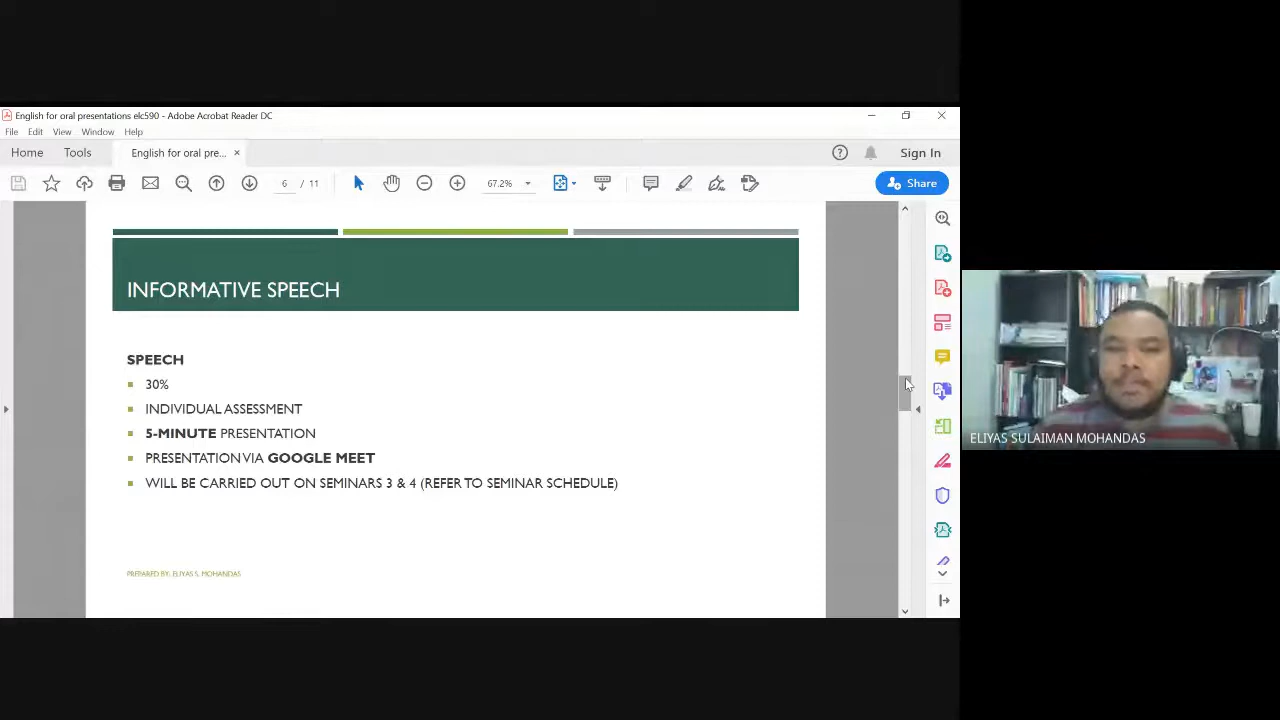 English for oral presentations elc590 - Adobe Acrobat Reader DC
File Edit View Window Help
Home Tools English for oral pre... × Sign In
6 / 11 67.2% Share
INFORMATIVE SPEECH
SPEECH
30%
INDIVIDUAL ASSESSMENT
5-MINUTE PRESENTATION
PRESENTATION VIA GOOGLE MEET
WILL BE CARRIED OUT ON SEMINARS 3 & 4 (REFER TO SEMINAR SCHEDULE)
PREPARED BY: ELIYAS S. MOHANDAS
ELIYAS SULAIMAN MOHANDAS